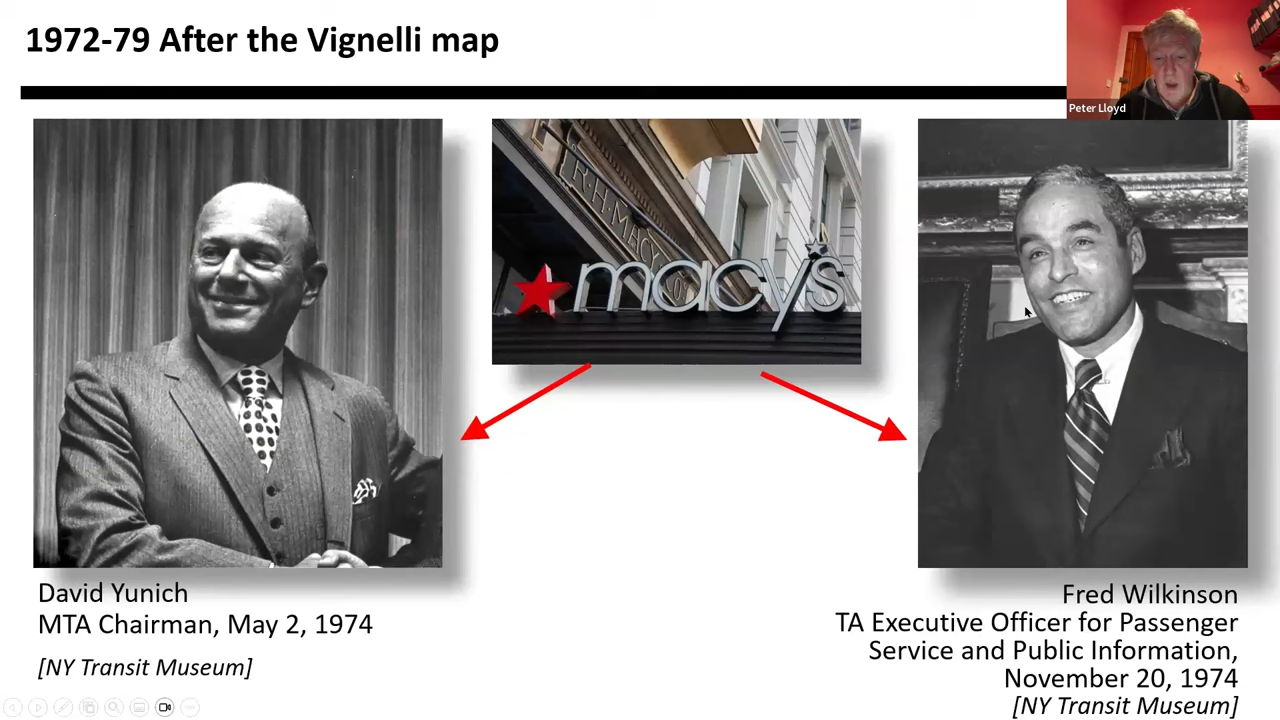 1972-79 After the Vignelli map
Peter Lloyd
R·H·MACY
macy's
David Yunich
MTA Chairman, May 2, 1974
[NY Transit Museum]
Fred Wilkinson
TA Executive Officer for Passenger
Service and Public Information,
November 20, 1974
[NY Transit Museum]